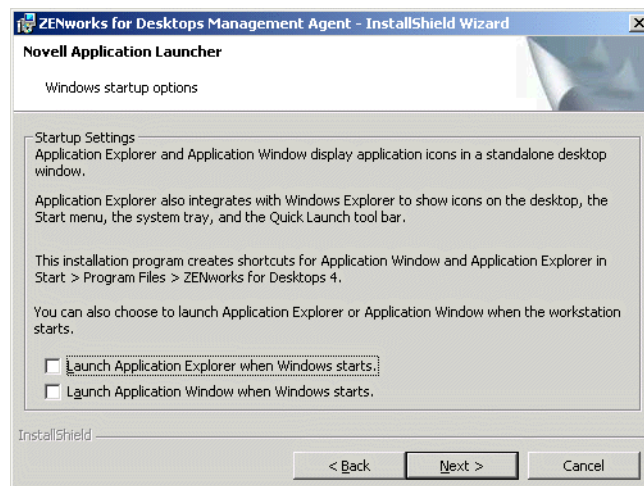 ZENworks for Desktops Management Agent - InstallShield Wizard
Novell Application Launcher
Windows startup options
Startup Settings
Application Explorer and Application Window display application icons in a standalone desktop
window.
Application Explorer also integrates with Windows Explorer to show icons on the desktop, the
Start menu, the system tray, and the Quick Launch tool bar.
This installation program creates shortcuts for Application Window and Application Explorer in
Start > Program Files > ZENworks for Desktops 4.
You can also choose to launch Application Explorer or Application Window when the workstation
starts.
Launch Application Explorer when Windows starts.
Launch Application Window when Windows starts.
InstallShield
< Back Next > Cancel